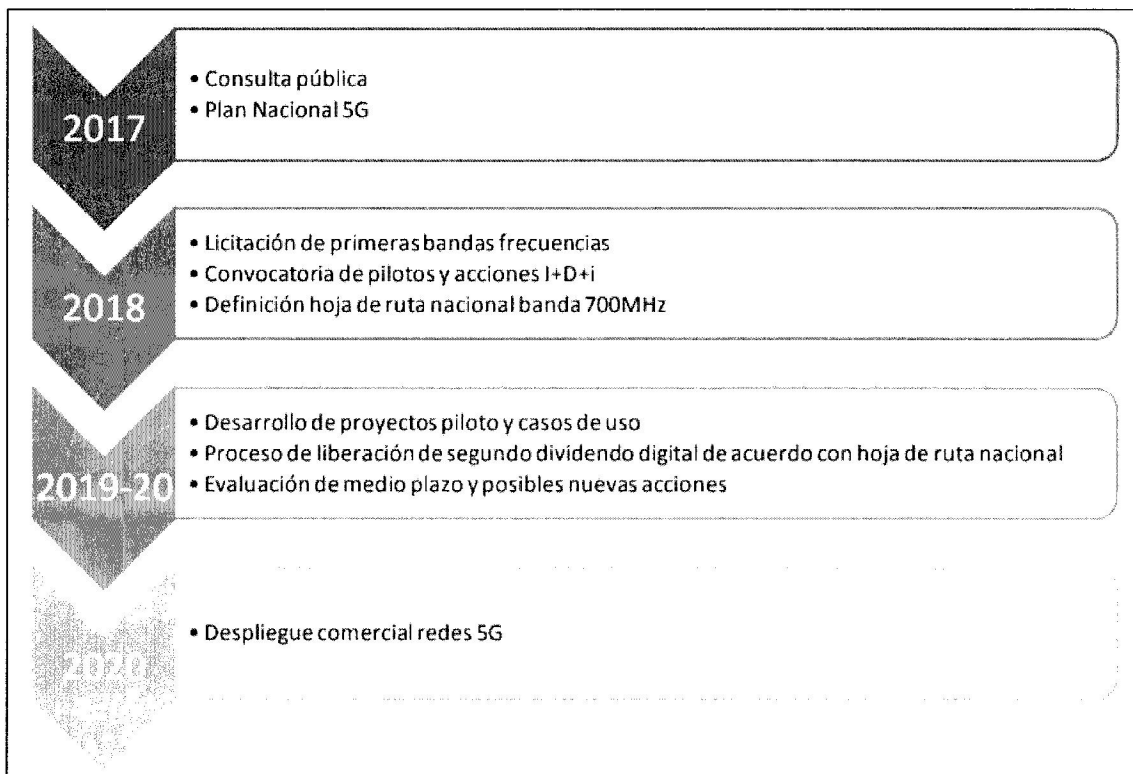 2017
• Consulta pública
• Plan Nacional 5G
2018
• Licitación de primeras bandas frecuencias
• Convocatoria de pilotos y acciones I+D+i
• Definición hoja de ruta nacional banda 700MHz
2019-20
• Desarrollo de proyectos piloto y casos de uso
• Proceso de liberación de segundo dividendo digital de acuerdo con hoja de ruta nacional
• Evaluación de medio plazo y posibles nuevas acciones
2020
• Despliegue comercial redes 5G